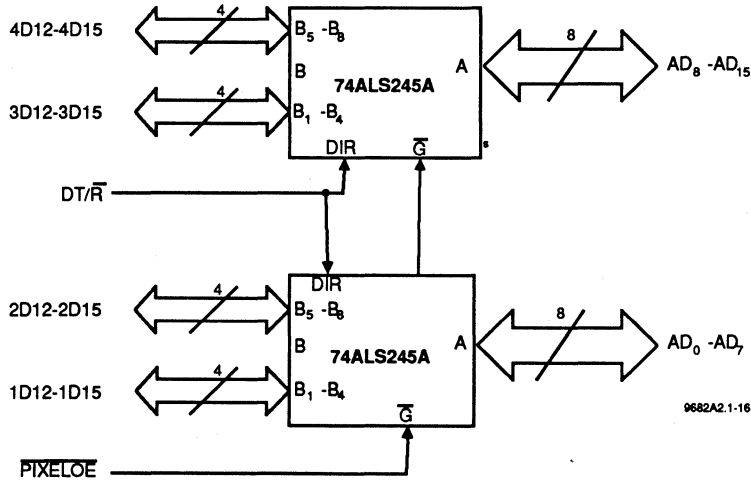 4D12-4D15 4 B₅ -B₈ 8 AD₈ -AD₁₅
B 74ALS245A A
3D12-3D15 4 B₁ -B₄
DIR G̅
s
DT/R̅
DIR
2D12-2D15 4 B₅ -B₈ 8
B 74ALS245A A AD₀ -AD₇
1D12-1D15 4 B₁ -B₄
G̅
9682A2.1-16
P̅I̅X̅E̅L̅O̅E̅